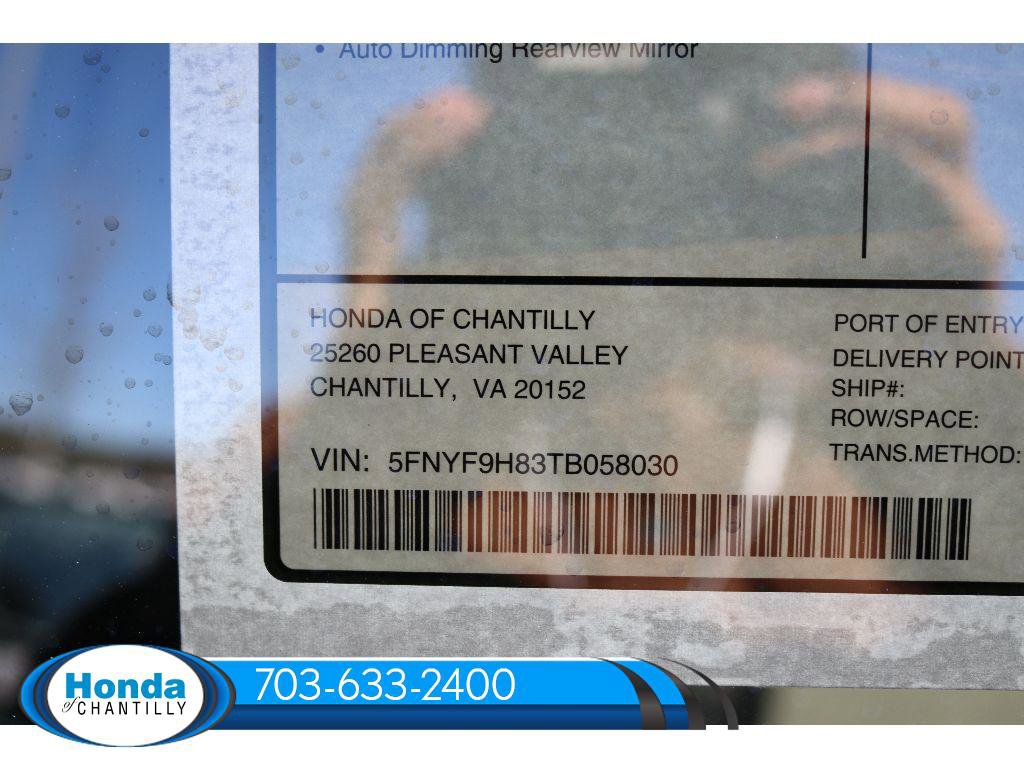 • Auto Dimming Rearview Mirror
HONDA OF CHANTILLY
25260 PLEASANT VALLEY
CHANTILLY, VA 20152
VIN: 5FNYF9H83TB058030
PORT OF ENTRY
DELIVERY POINT
SHIP#:
ROW/SPACE:
TRANS.METHOD:
Honda
of CHANTILLY
703-633-2400